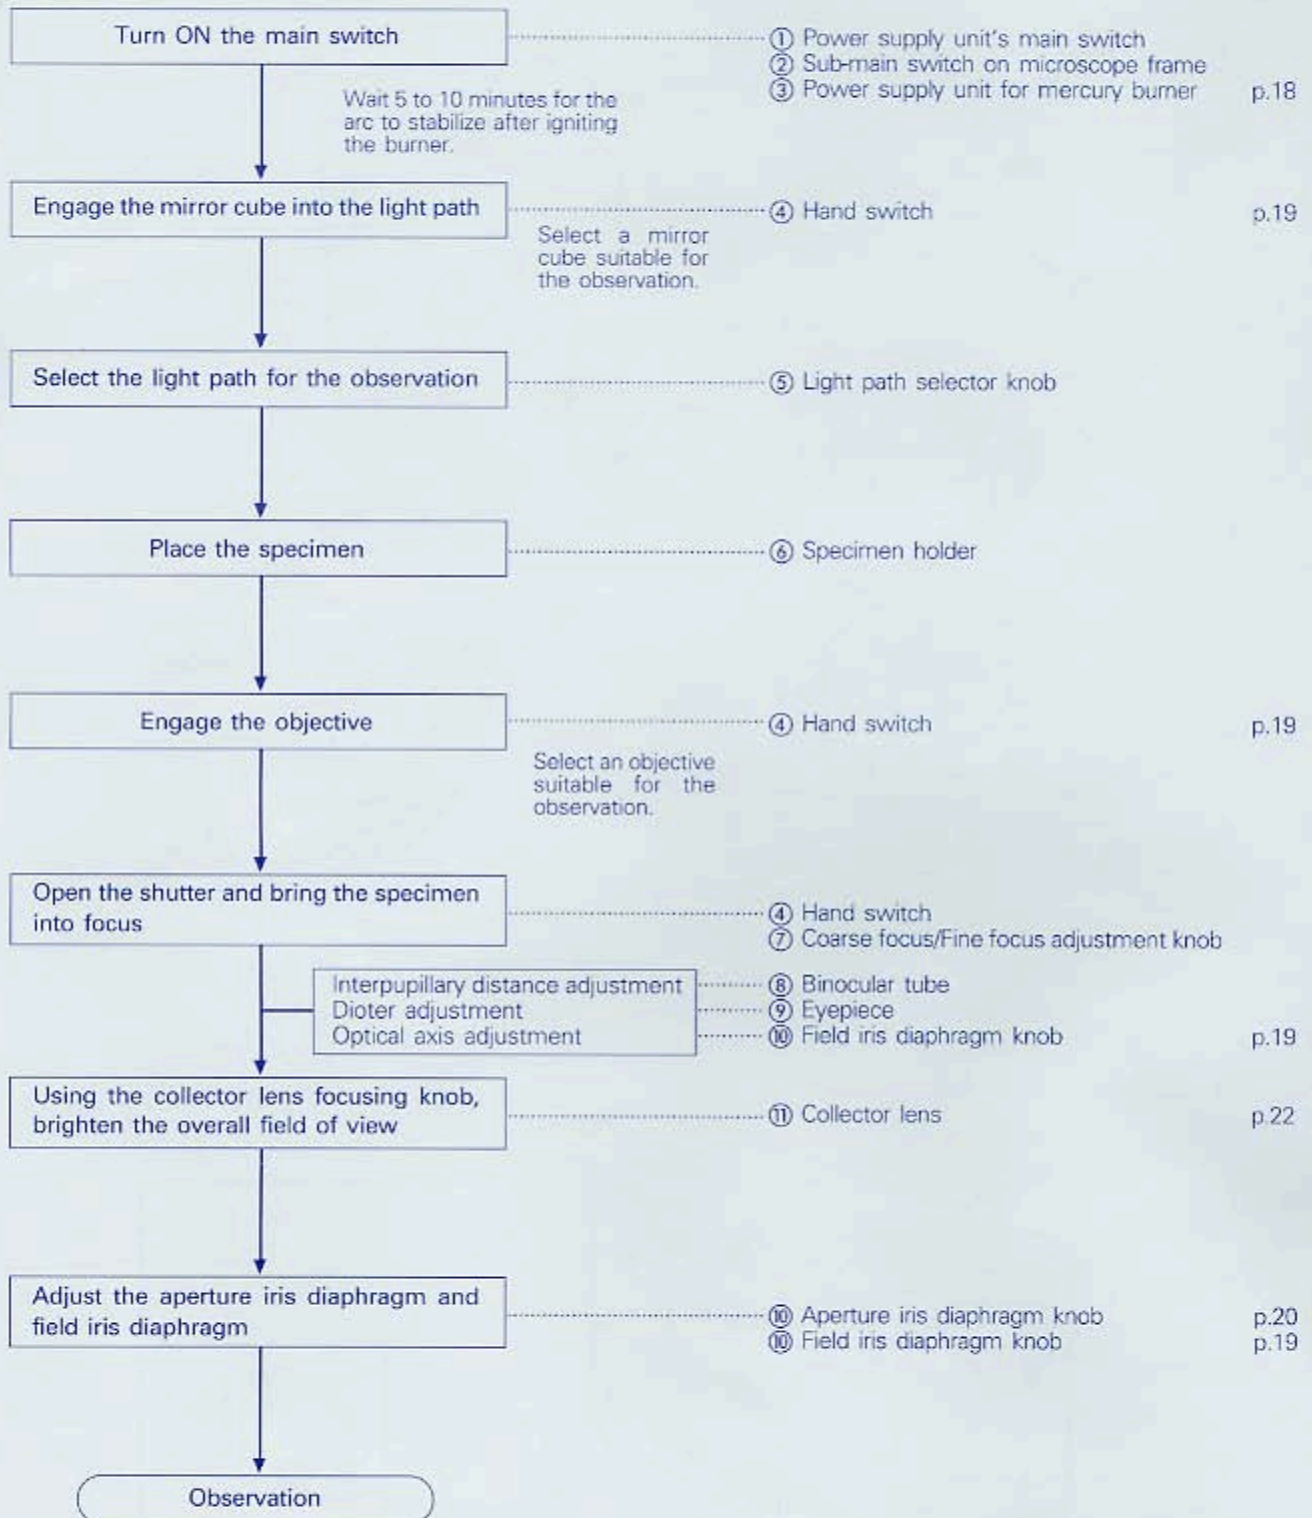 Turn ON the main switch
① Power supply unit's main switch
② Sub-main switch on microscope frame
③ Power supply unit for mercury burner p.18
Wait 5 to 10 minutes for the
arc to stabilize after igniting
the burner.
Engage the mirror cube into the light path
④ Hand switch p.19
Select a mirror
cube suitable for
the observation.
Select the light path for the observation
⑤ Light path selector knob
Place the specimen
⑥ Specimen holder
Engage the objective
④ Hand switch p.19
Select an objective
suitable for the
observation.
Open the shutter and bring the specimen
into focus
④ Hand switch
⑦ Coarse focus/Fine focus adjustment knob
Interpupillary distance adjustment ⑧ Binocular tube
Dioter adjustment ⑨ Eyepiece
Optical axis adjustment ⑩ Field iris diaphragm knob p.19
Using the collector lens focusing knob,
brighten the overall field of view
⑪ Collector lens p.22
Adjust the aperture iris diaphragm and
field iris diaphragm
⑩ Aperture iris diaphragm knob p.20
⑩ Field iris diaphragm knob p.19
Observation